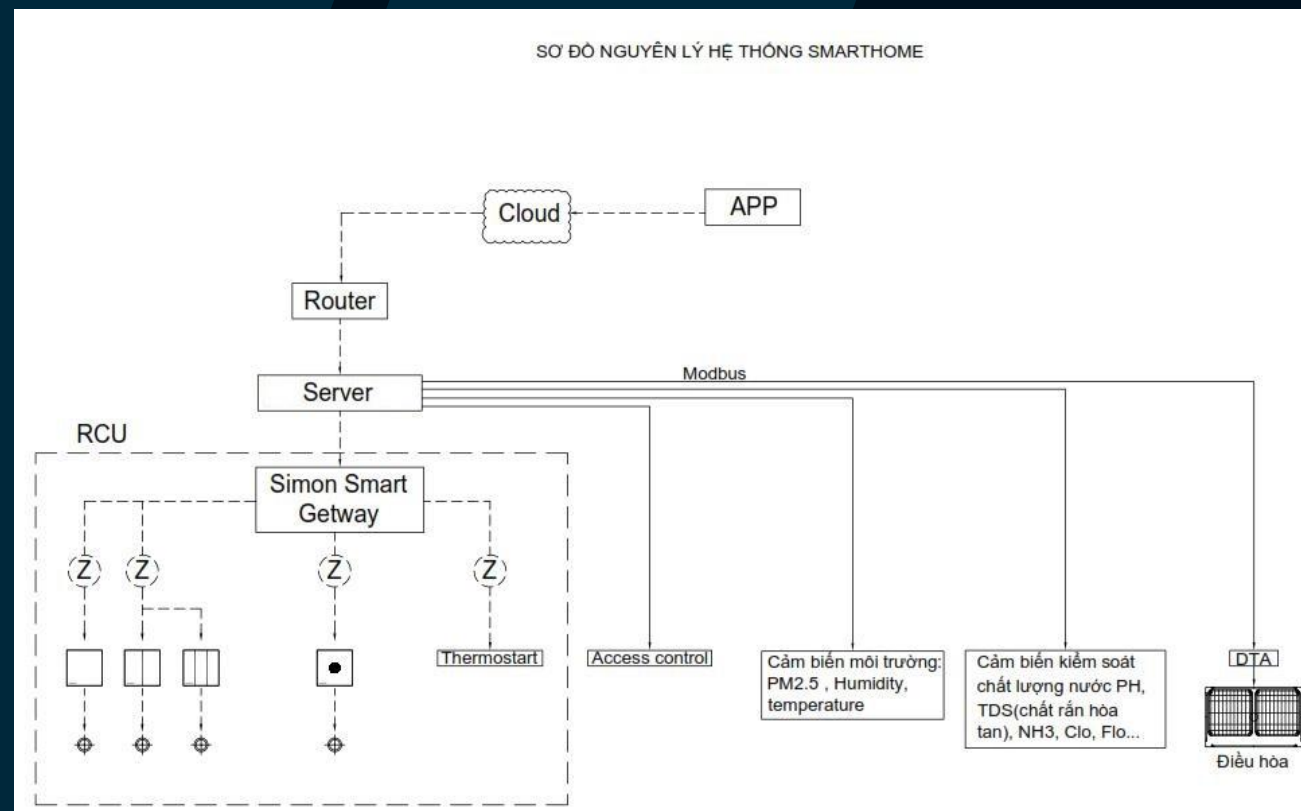 SƠ ĐỒ NGUYÊN LÝ HỆ THỐNG SMARTHOME
Cloud
APP
Router
Server
Modbus
RCU
Simon Smart
Getway
Z
Z
Z
Z
Thermostart
Access control
Cảm biến môi trường:
PM2.5 , Humidity,
temperature
Cảm biến kiểm soát
chất lượng nước PH,
TDS(chất rắn hòa
tan), NH3, Clo, Flo...
DTA
Điều hòa